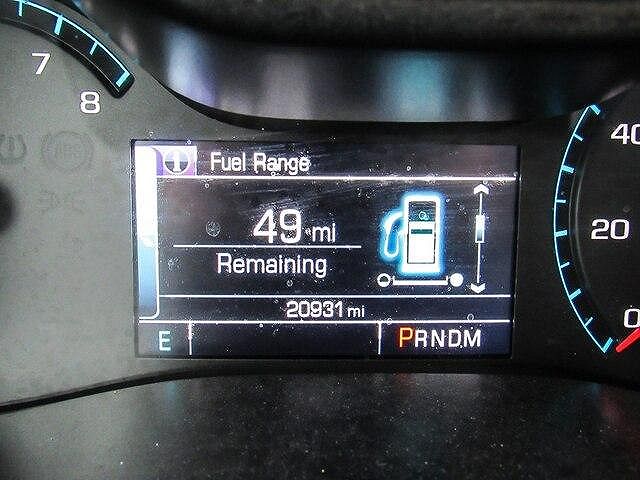 7
8
Fuel Range
49 mi
Remaining
20931 mi
E
PRNDM
40
20
0